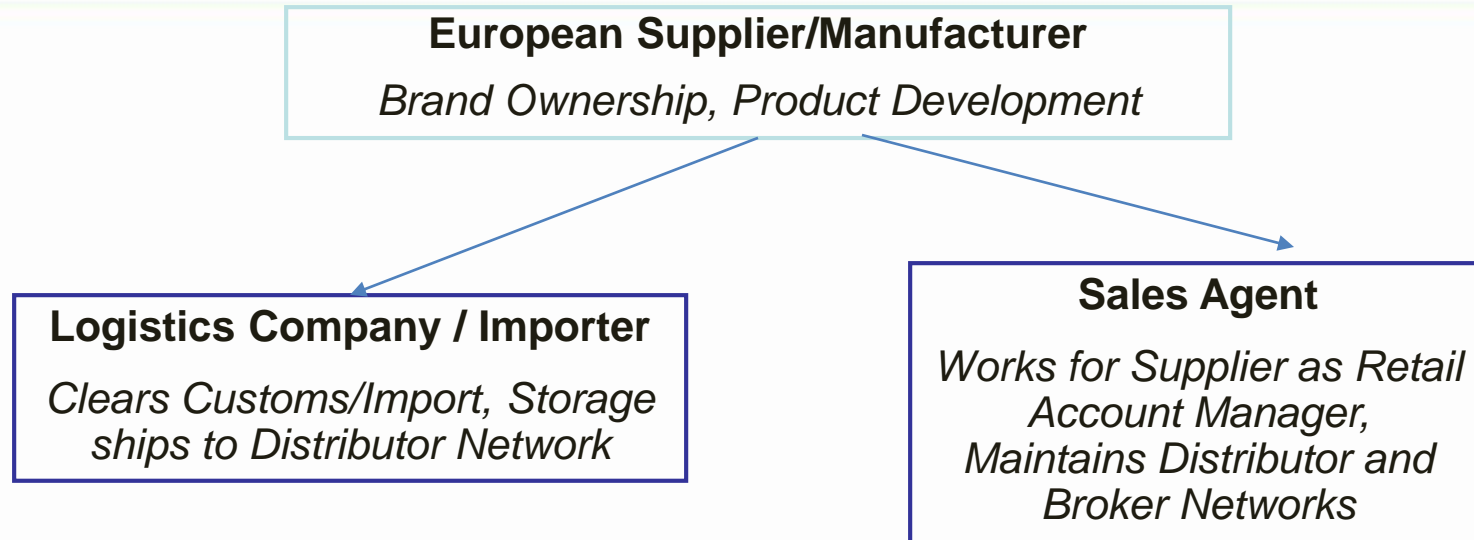 European Supplier/Manufacturer
Brand Ownership, Product Development
Logistics Company / Importer
Clears Customs/Import, Storage
ships to Distributor Network
Sales Agent
Works for Supplier as Retail
Account Manager,
Maintains Distributor and
Broker Networks